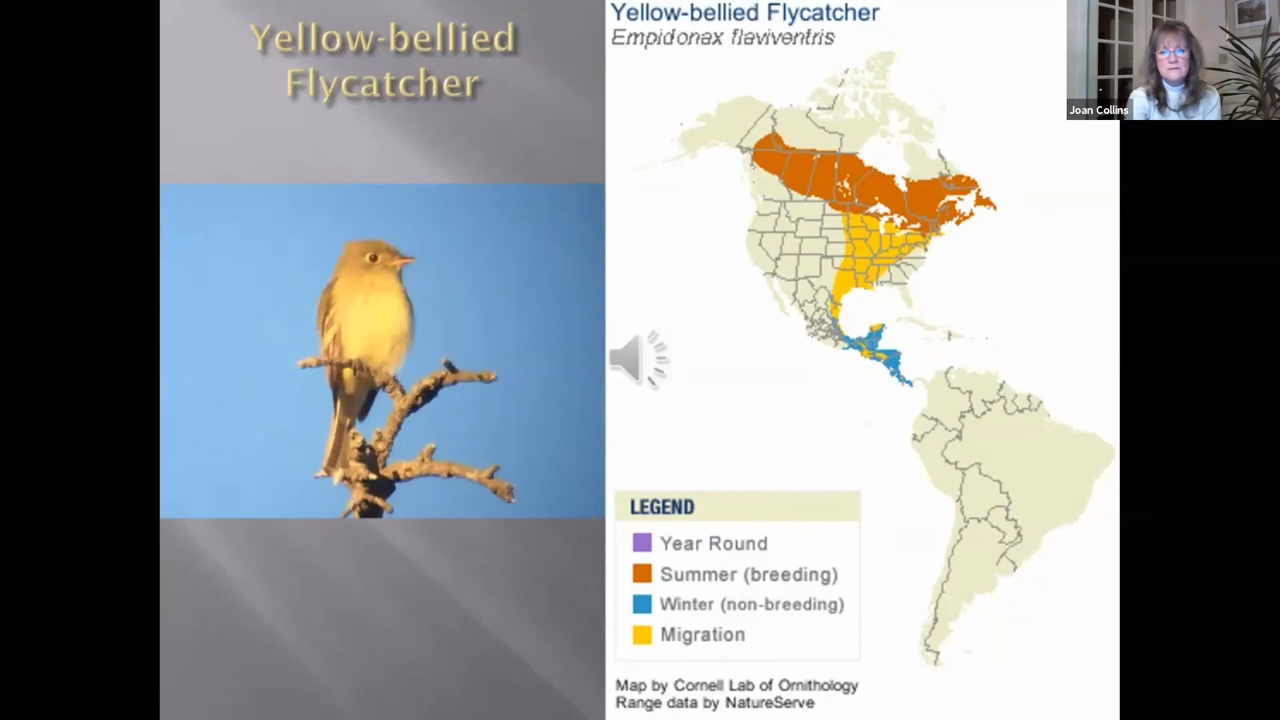 Yellow-bellied
Flycatcher
Yellow-bellied Flycatcher
Empidonax flaviventris
Joan Collins
LEGEND
Year Round
Summer (breeding)
Winter (non-breeding)
Migration
Map by Cornell Lab of Ornithology
Range data by NatureServe